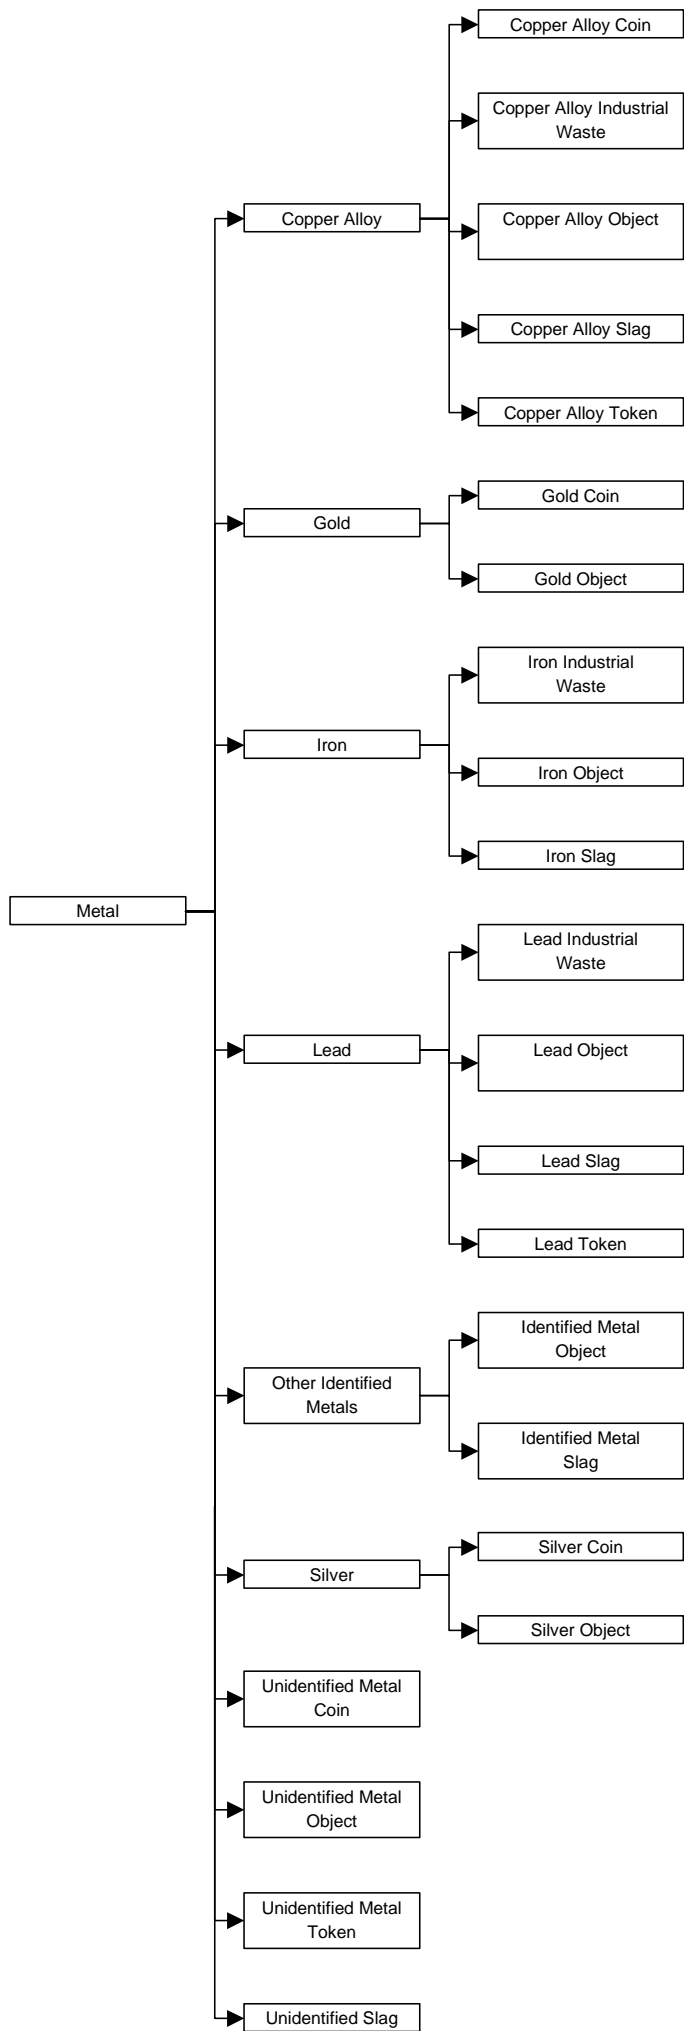 Copper Alloy Coin
Copper Alloy Industrial
Waste
Copper Alloy
Copper Alloy Object
Copper Alloy Slag
Copper Alloy Token
Gold Coin
Gold
Gold Object
Iron Industrial
Waste
Iron
Iron Object
Iron Slag
Metal
Lead Industrial
Waste
Lead
Lead Object
Lead Slag
Lead Token
Identified Metal
Object
Other Identified
Metals
Identified Metal
Slag
Silver Coin
Silver
Silver Object
Unidentified Metal
Coin
Unidentified Metal
Object
Unidentified Metal
Token
Unidentified Slag